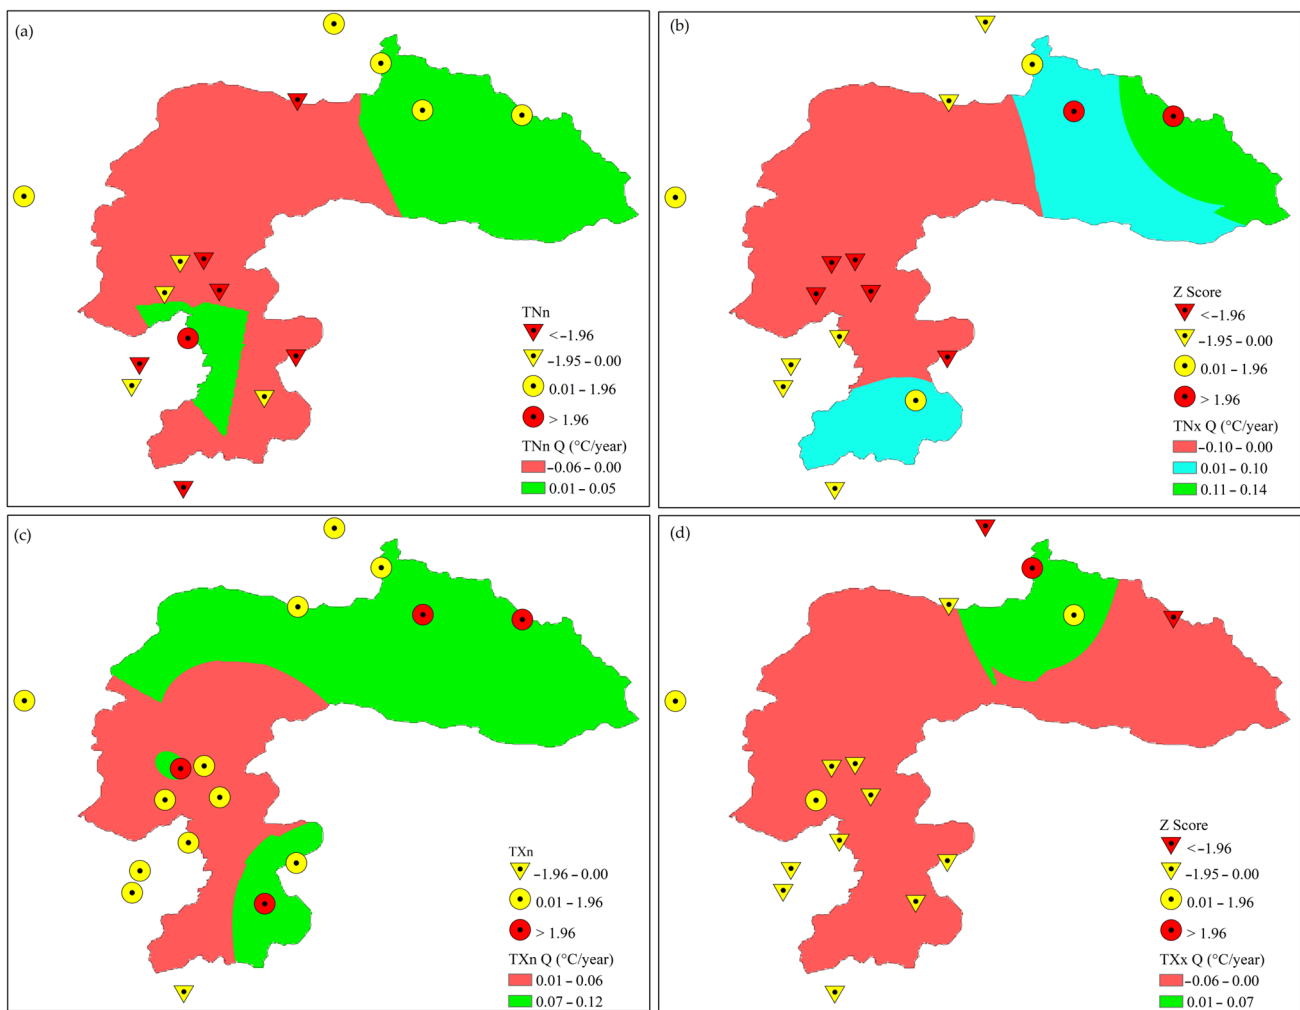 (a)
TNn
<-1.96
-1.95 – 0.00
0.01 – 1.96
> 1.96
TNn Q (°C/year)
-0.06 – 0.00
0.01 – 0.05
(b)
Z Score
<-1.96
-1.95 – 0.00
0.01 – 1.96
> 1.96
TNx Q (°C/year)
-0.10 – 0.00
0.01 – 0.10
0.11 – 0.14
(c)
TXn
-1.96 – 0.00
0.01 – 1.96
> 1.96
TXn Q (°C/year)
0.01 – 0.06
0.07 – 0.12
(d)
Z Score
<-1.96
-1.95 – 0.00
0.01 – 1.96
> 1.96
TXx Q (°C/year)
-0.06 – 0.00
0.01 – 0.07